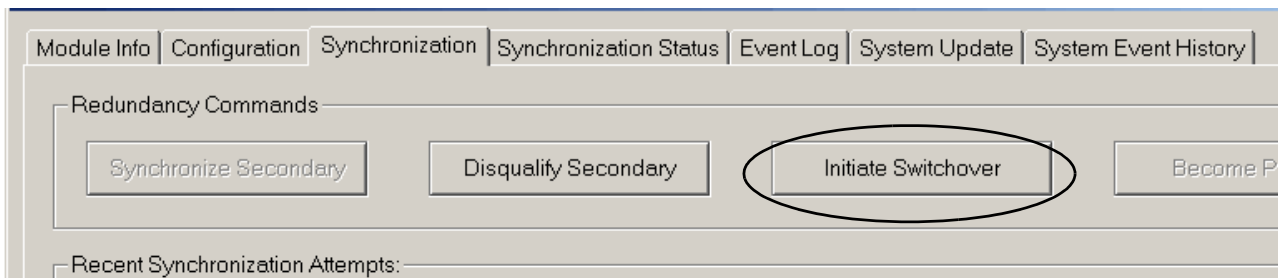 Module Info Configuration Synchronization Synchronization Status Event Log System Update System Event History
Redundancy Commands
Synchronize Secondary Disqualify Secondary Initiate Switchover Become P
Recent Synchronization Attempts: